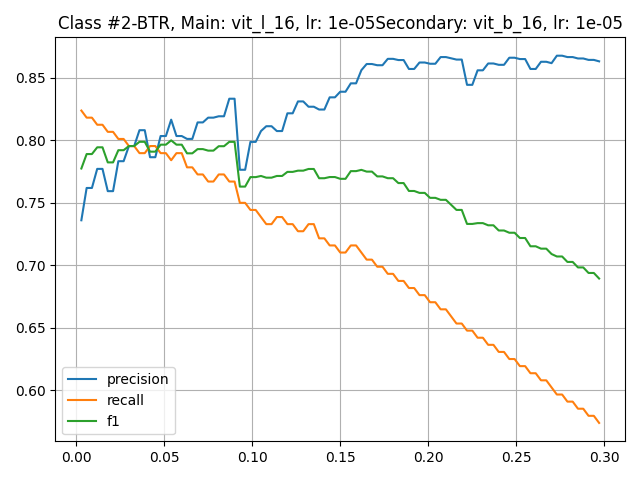 Class #2-BTR, Main: vit_l_16, lr: 1e-05Secondary: vit_b_16, lr: 1e-05
0.85
0.80
0.75
0.70
0.65
0.60
precision
recall
f1
0.00 0.05 0.10 0.15 0.20 0.25 0.30